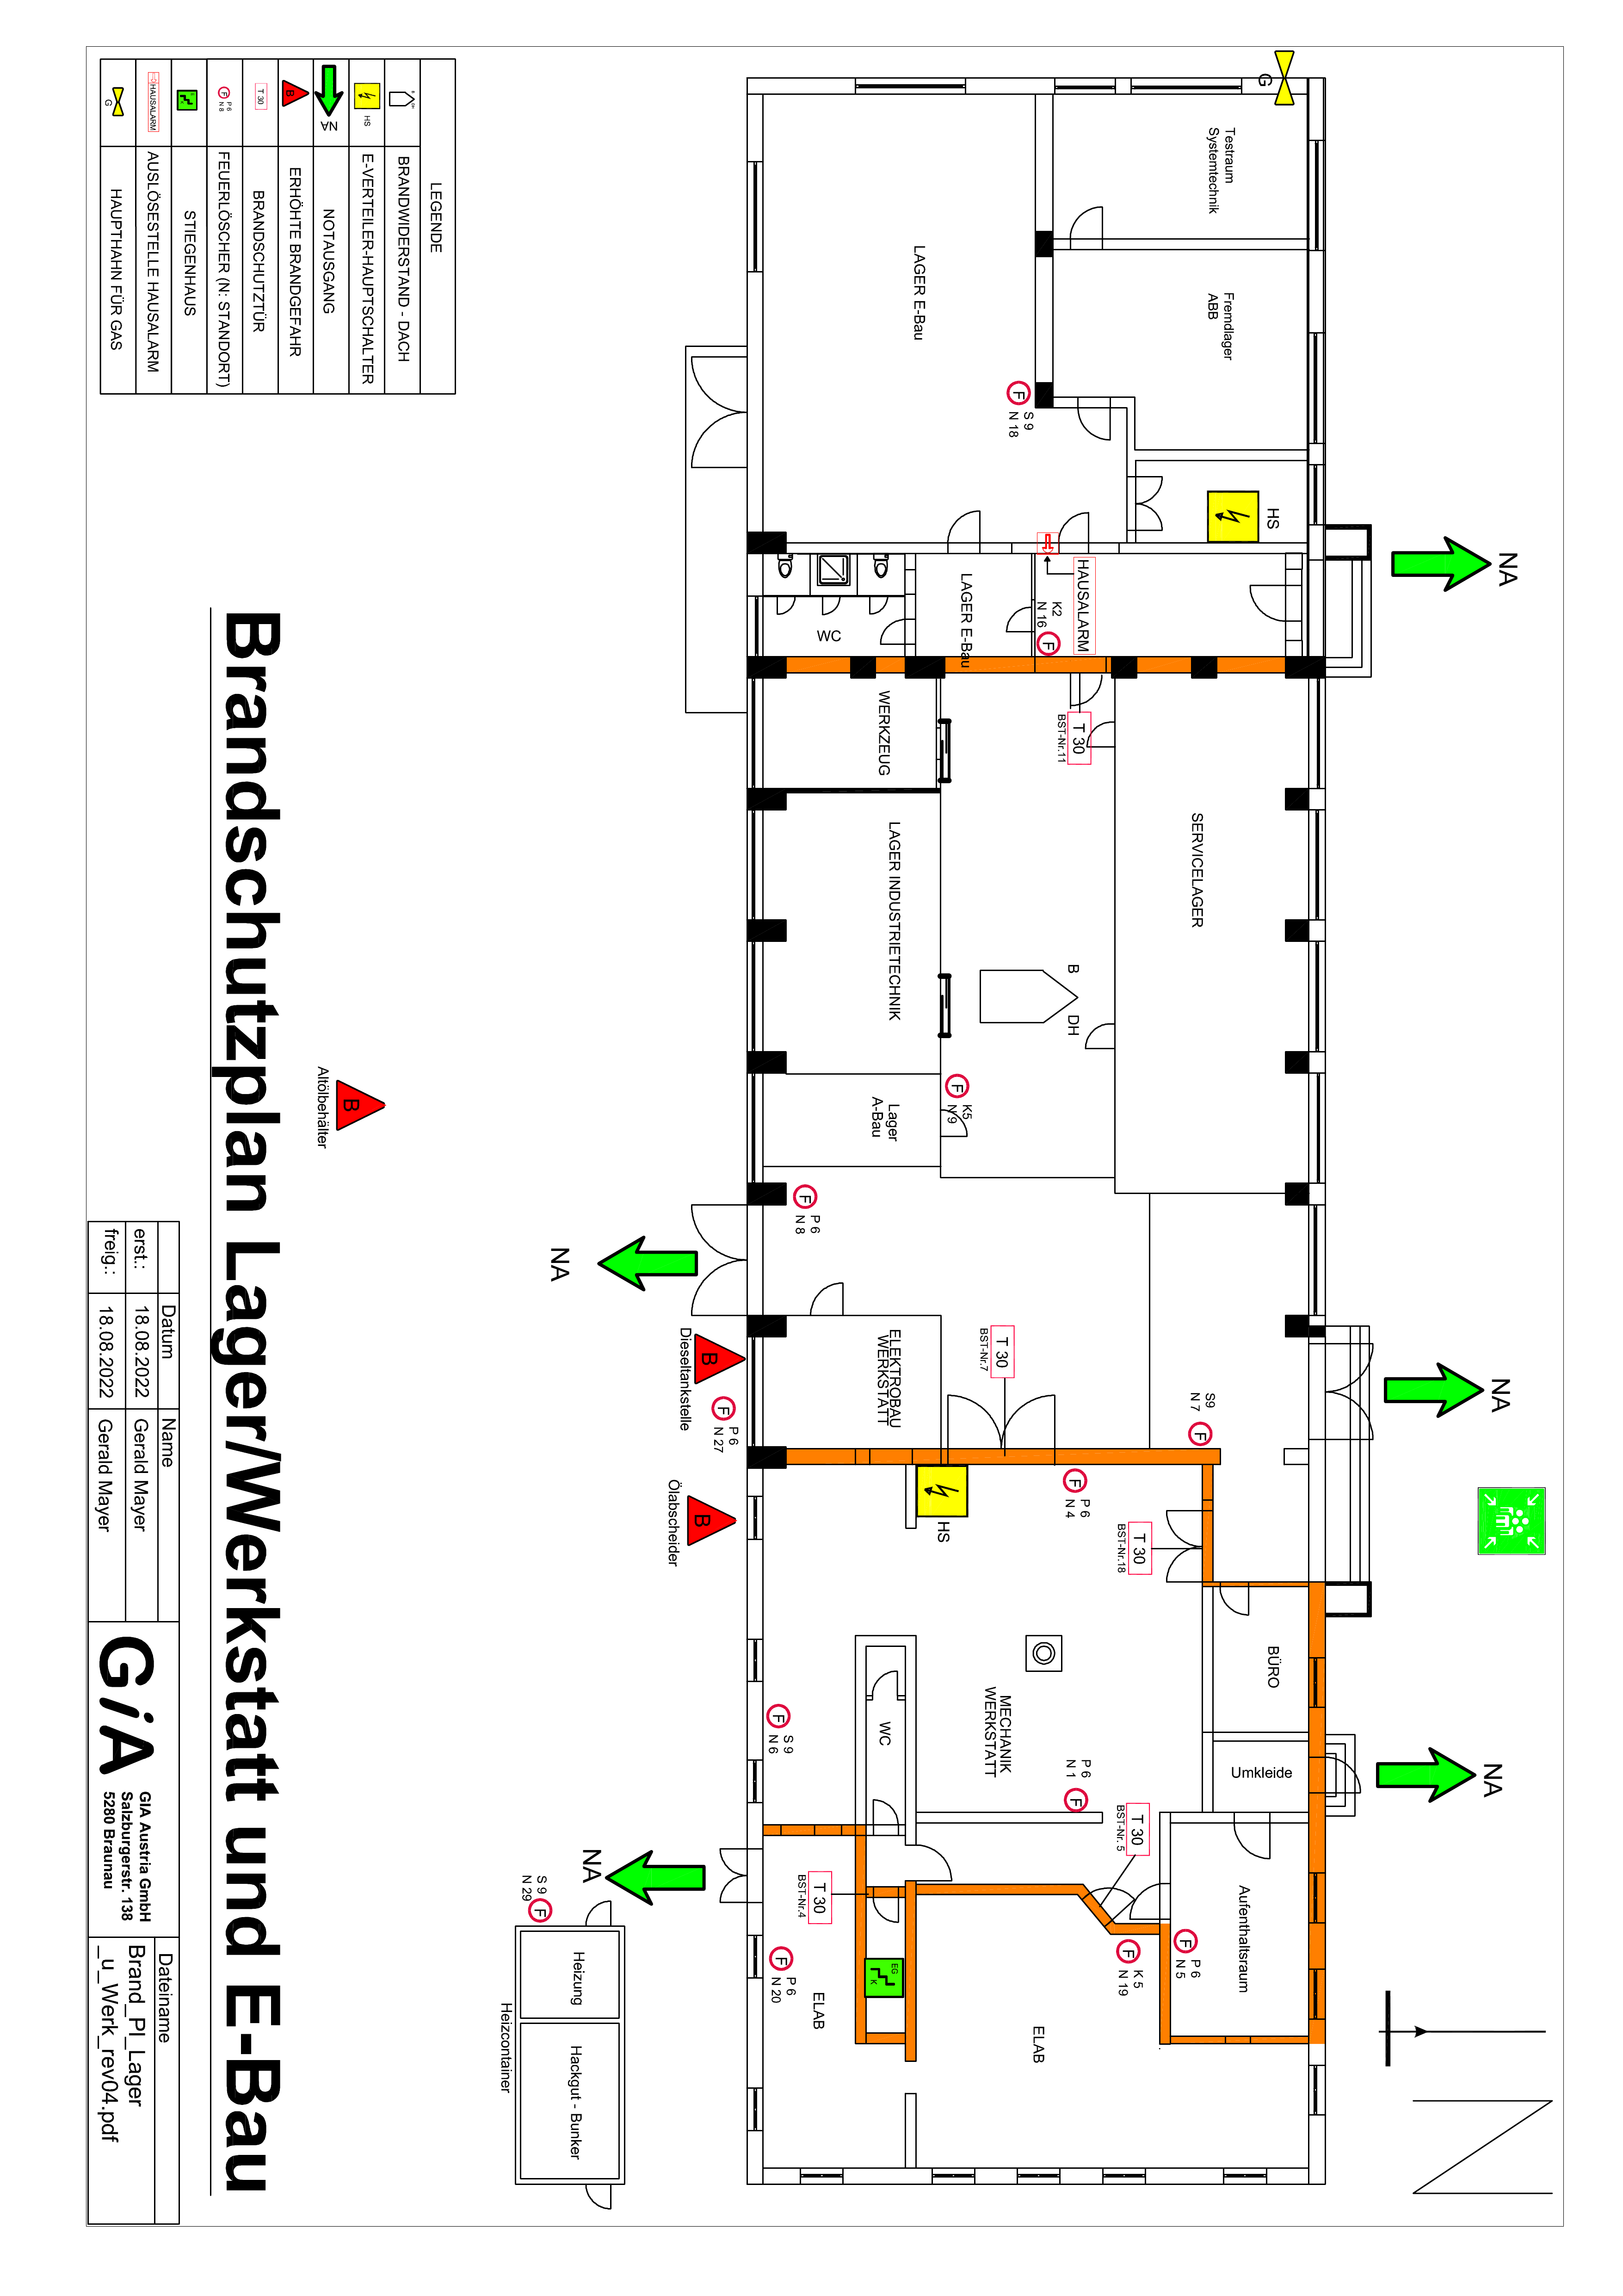 LEGENDE
BRANDWIDERSTAND - DACH
HS
E-VERTEILER-HAUPTSCHALTER
NA
NOTAUSGANG
B
ERHÖHTE BRANDGEFAHR
T 30
BRANDSCHUTZTÜR
F
P 6
N 8
FEUERLÖSCHER (N: STANDORT)
STIEGENHAUS
HAUSALARM
AUSLÖSESTELLE HAUSALARM
G
HAUPTHAHN FÜR GAS
G
Testraum
Systemtechnik
Fremdlager
ABB
LAGER E-Bau
F
S 9
N 18
HS
NA
HAUSALARM
K2
N 16
F
LAGER E-Bau
WC
WERKZEUG
T 30
BST-Nr.11
SERVICELAGER
LAGER INDUSTRIETECHNIK
B
DH
F
K5
N 9
Lager
A-Bau
F
P 6
N 8
NA
NA
ELEKTROBAU
WERKSTATT
T 30
BST-Nr.7
S9
N 7
F
B
Dieseltankstelle
F
P 6
N 27
B
Ölabscheider
B
Altölbehälter
HS
F
P 6
N 4
T 30
BST-Nr.18
BÜRO
MECHANIK
WERKSTATT
WC
F
S 9
N 6
P 6
N 1
F
Umkleide
NA
T 30
BST-Nr. 5
Aufenthaltsraum
F
P 6
N 5
F
K 5
N 19
T 30
BST-Nr.4
EG
K
F
P 6
N 20
ELAB
ELAB
NA
S 9
N 29
F
Heizung
Hackgut - Bunker
Heizcontainer
Brandschutzplan Lager/Werkstatt und E-Bau
Datum
Name
erst.:
18.08.2022
Gerald Mayer
freig.:
18.08.2022
Gerald Mayer
GIA
GIA Austria GmbH
Salzburgerstr. 138
5280 Braunau
Dateiname
Brand_Pl_Lager
_u_Werk_rev04.pdf
N